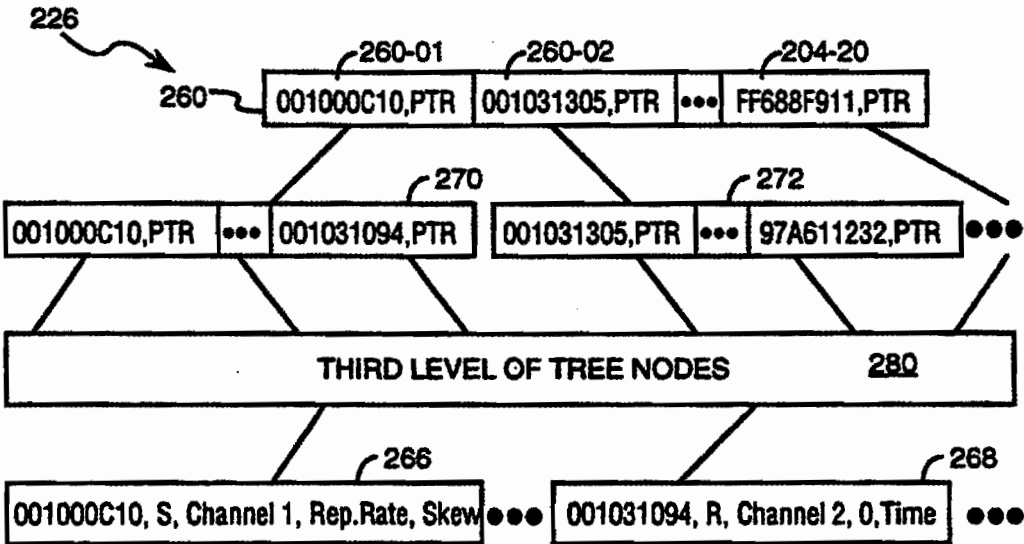 226
260-01 260-02 204-20
260 001000C10,PTR 001031305,PTR ••• FF688F911,PTR
270 272
001000C10,PTR ••• 001031094,PTR 001031305,PTR ••• 97A611232,PTR •••
THIRD LEVEL OF TREE NODES 280
266 268
001000C10, S, Channel 1, Rep.Rate, Skew ••• 001031094, R, Channel 2, 0,Time •••